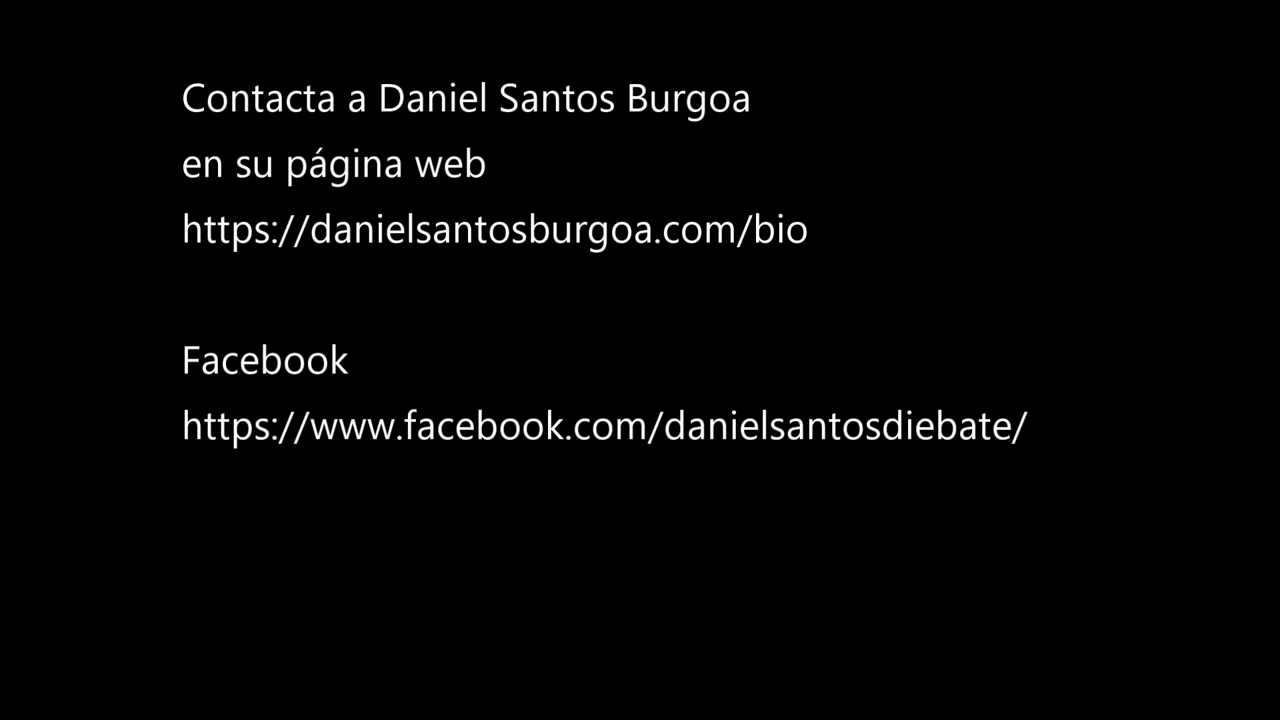 Contacta a Daniel Santos Burgoa
en su página web
https://danielsantosburgoa.com/bio
Facebook
https://www.facebook.com/danielsantosdiebate/